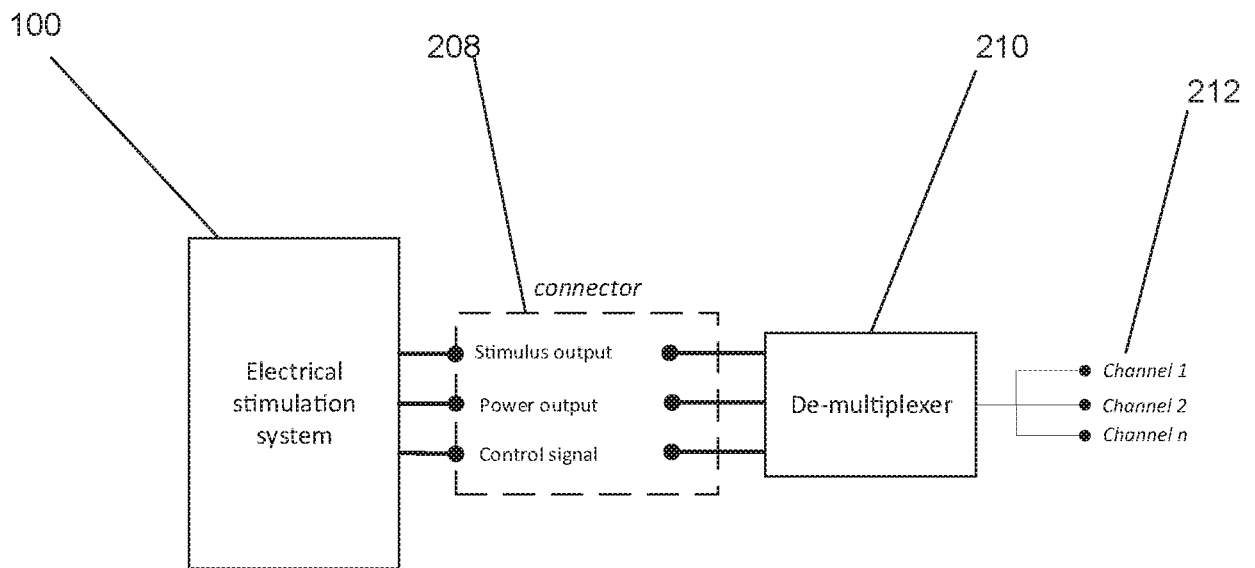 100
208
210
212
connector
Electrical
stimulation
system
Stimulus output
Power output
Control signal
De-multiplexer
Channel 1
Channel 2
Channel n